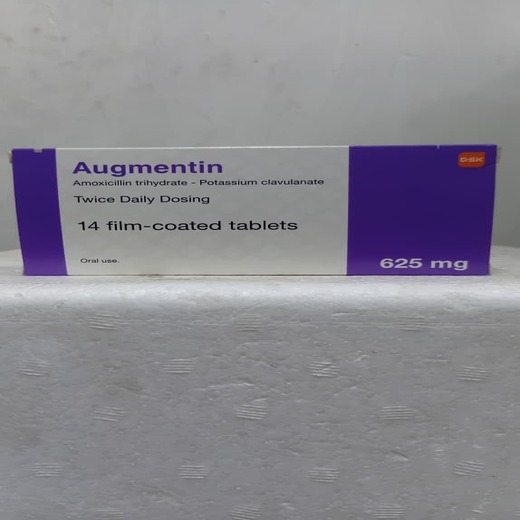 Augmentin
Amoxicillin trihydrate - Potassium clavulanate
Twice Daily Dosing
14 film-coated tablets
Oral use.
GSK
625 mg